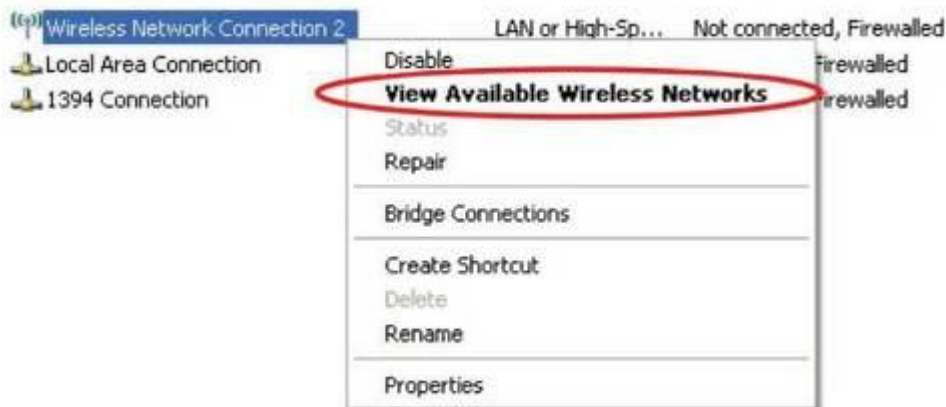 Wireless Network Connection 2 LAN or High-Sp... Not connected, Firewalled
Local Area Connection Firewalled
1394 Connection Firewalled
Disable
View Available Wireless Networks
Status
Repair
Bridge Connections
Create Shortcut
Delete
Rename
Properties